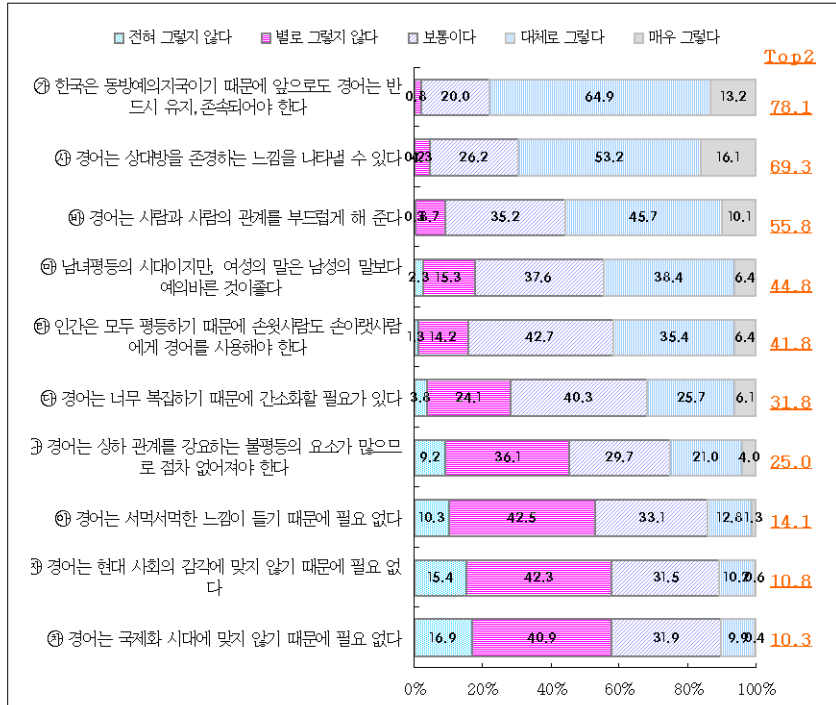 전혀 그렇지 않다 별로 그렇지 않다 보통이다 대체로 그렇다 매우 그렇다
Top2
㉮ 한국은 동방예의지국이기 때문에 앞으로도 경어는 반
드시 유지,존속되어야 한다
20.0 64.9 13.2 78.1
㉴ 경어는 상대방을 존경하는 느낌을 나타낼 수 있다
26.2 53.2 16.1 69.3
경어는 사람과 사람의 관계를 부드럽게 해 준다
35.2 45.7 10.1 55.8
남녀평등의 시대이지만, 여성의 말은 남성의 말보다
예의바른 것이좋다
2.3 15.3 37.6 38.4 6.4 44.8
인간은 모두 평등하기 때문에 손윗사람도 손아랫사람
에게 경어를 사용해야 한다
1.3 14.2 42.7 35.4 6.4 41.8
경어는 너무 복잡하기 때문에 간소화할 필요가 있다
3.8 24.1 40.3 25.7 6.1 31.8
경어는 상하 관계를 강요하는 불평등의 요소가 많으므
로 점차 없어져야 한다
9.2 36.1 29.7 21.0 4.0 25.0
경어는 서먹서먹한 느낌이 들기 때문에 필요 없다
10.3 42.5 33.1 12.8 1.3 14.1
경어는 현대 사회의 감각에 맞지 않기 때문에 필요 없
다
15.4 42.3 31.5 10.2 0.6 10.8
경어는 국제화 시대에 맞지 않기 때문에 필요 없다
16.9 40.9 31.9 9.9 0.4 10.3
0% 20% 40% 60% 80% 100%